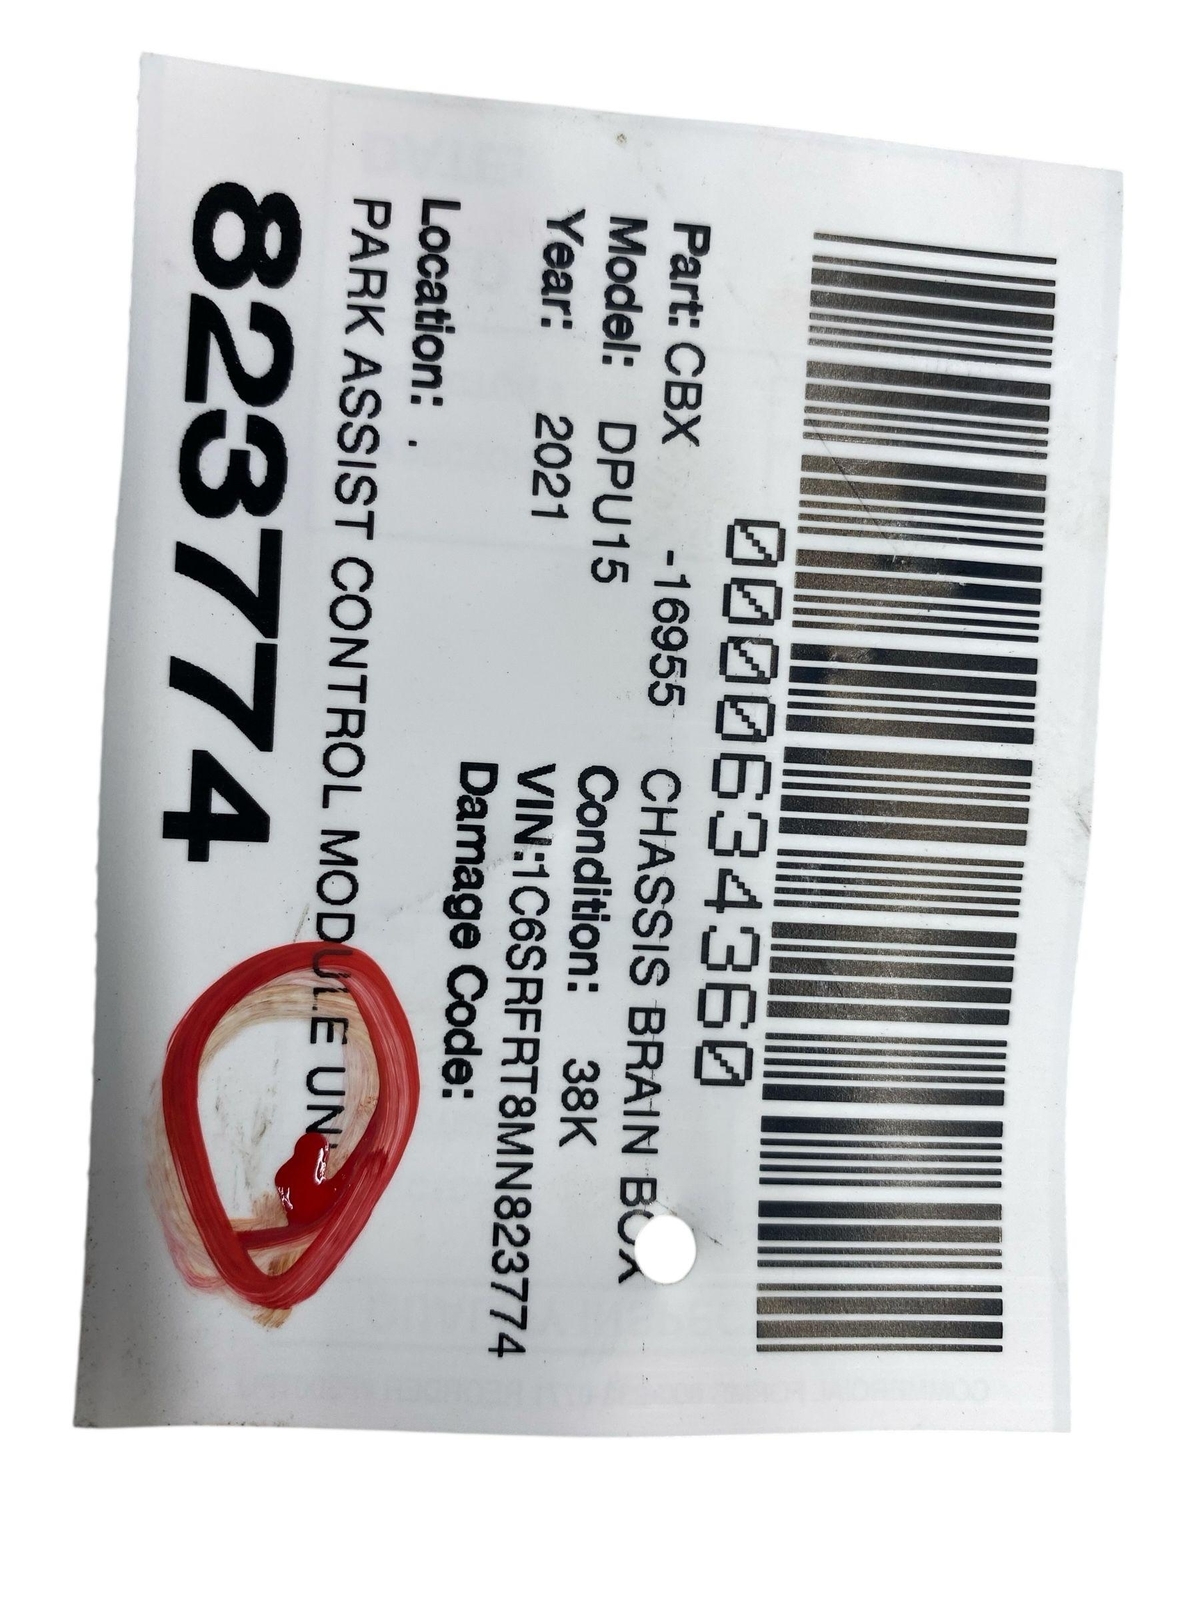 0000634360
Part: CBX -16955 CHASSIS BRAIN BOX
Model: DPU15 Condition: 38K
Year: 2021 VIN:1C6SRFRT8MN823774
Damage Code:
Location: .
PARK ASSIST CONTROL MODULE UN
823774